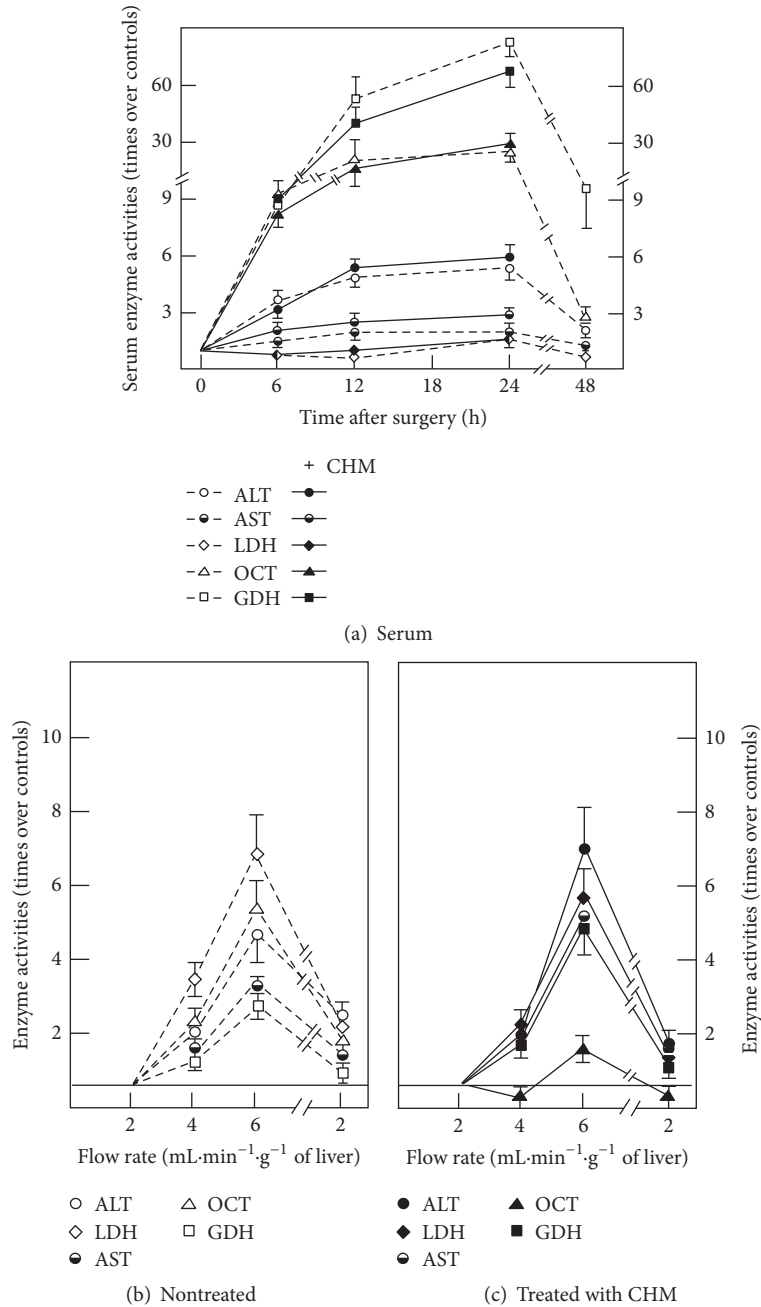 Serum enzyme activities (times over controls)
60
30
9
6
3
60
30
9
6
3
0 6 12 18 24 48
Time after surgery (h)
+ CHM
ALT
AST
LDH
OCT
GDH
(a) Serum
Enzyme activities (times over controls)
10
8
6
4
2
2 4 6 2
Flow rate (mL·min⁻¹·g⁻¹ of liver)
ALT OCT
LDH GDH
AST
(b) Nontreated
10
8
6
4
2
Enzyme activities (times over controls)
2 4 6 2
Flow rate (mL·min⁻¹·g⁻¹ of liver)
ALT OCT
LDH GDH
AST
(c) Treated with CHM